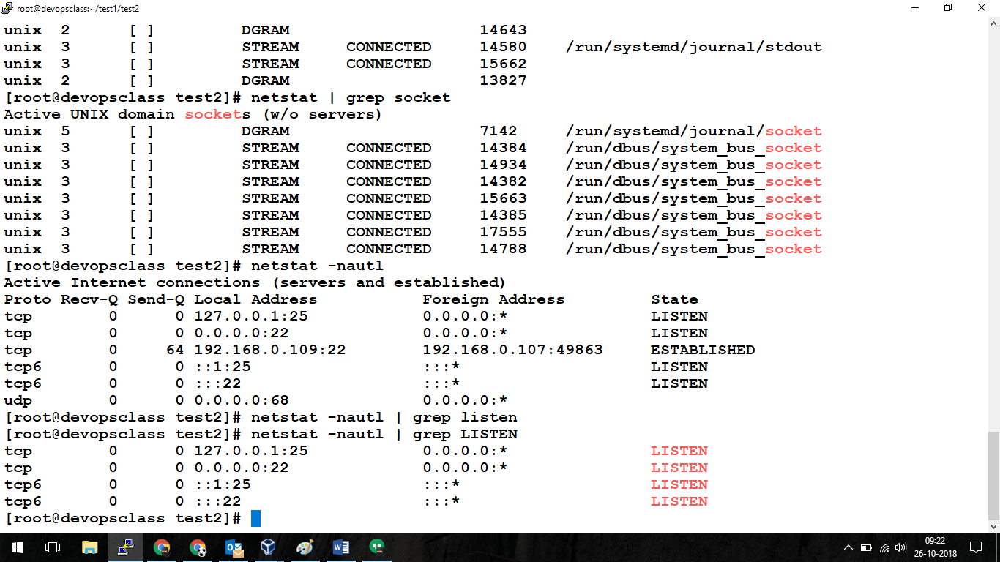 root@devopsclass:~/test1/test2
unix 2 [ ] DGRAM 14643
unix 3 [ ] STREAM CONNECTED 14580 /run/systemd/journal/stdout
unix 3 [ ] STREAM CONNECTED 15662
unix 2 [ ] DGRAM 13827
[root@devopsclass test2]# netstat | grep socket
Active UNIX domain sockets (w/o servers)
unix 5 [ ] DGRAM 7142 /run/systemd/journal/socket
unix 3 [ ] STREAM CONNECTED 14384 /run/dbus/system_bus_socket
unix 3 [ ] STREAM CONNECTED 14934 /run/dbus/system_bus_socket
unix 3 [ ] STREAM CONNECTED 14382 /run/dbus/system_bus_socket
unix 3 [ ] STREAM CONNECTED 15663 /run/dbus/system_bus_socket
unix 3 [ ] STREAM CONNECTED 14385 /run/dbus/system_bus_socket
unix 3 [ ] STREAM CONNECTED 17555 /run/dbus/system_bus_socket
unix 3 [ ] STREAM CONNECTED 14788 /run/dbus/system_bus_socket
[root@devopsclass test2]# netstat -nautl
Active Internet connections (servers and established)
Proto Recv-Q Send-Q Local Address Foreign Address State
tcp 0 0 127.0.0.1:25 0.0.0.0:* LISTEN
tcp 0 0 0.0.0.0:22 0.0.0.0:* LISTEN
tcp 0 64 192.168.0.109:22 192.168.0.107:49863 ESTABLISHED
tcp6 0 0 ::1:25 :::* LISTEN
tcp6 0 0 :::22 :::* LISTEN
udp 0 0 0.0.0.0:68 0.0.0.0:*
[root@devopsclass test2]# netstat -nautl | grep listen
[root@devopsclass test2]# netstat -nautl | grep LISTEN
tcp 0 0 127.0.0.1:25 0.0.0.0:* LISTEN
tcp 0 0 0.0.0.0:22 0.0.0.0:* LISTEN
tcp6 0 0 ::1:25 :::* LISTEN
tcp6 0 0 :::22 :::* LISTEN
[root@devopsclass test2]#
09:22
26-10-2018